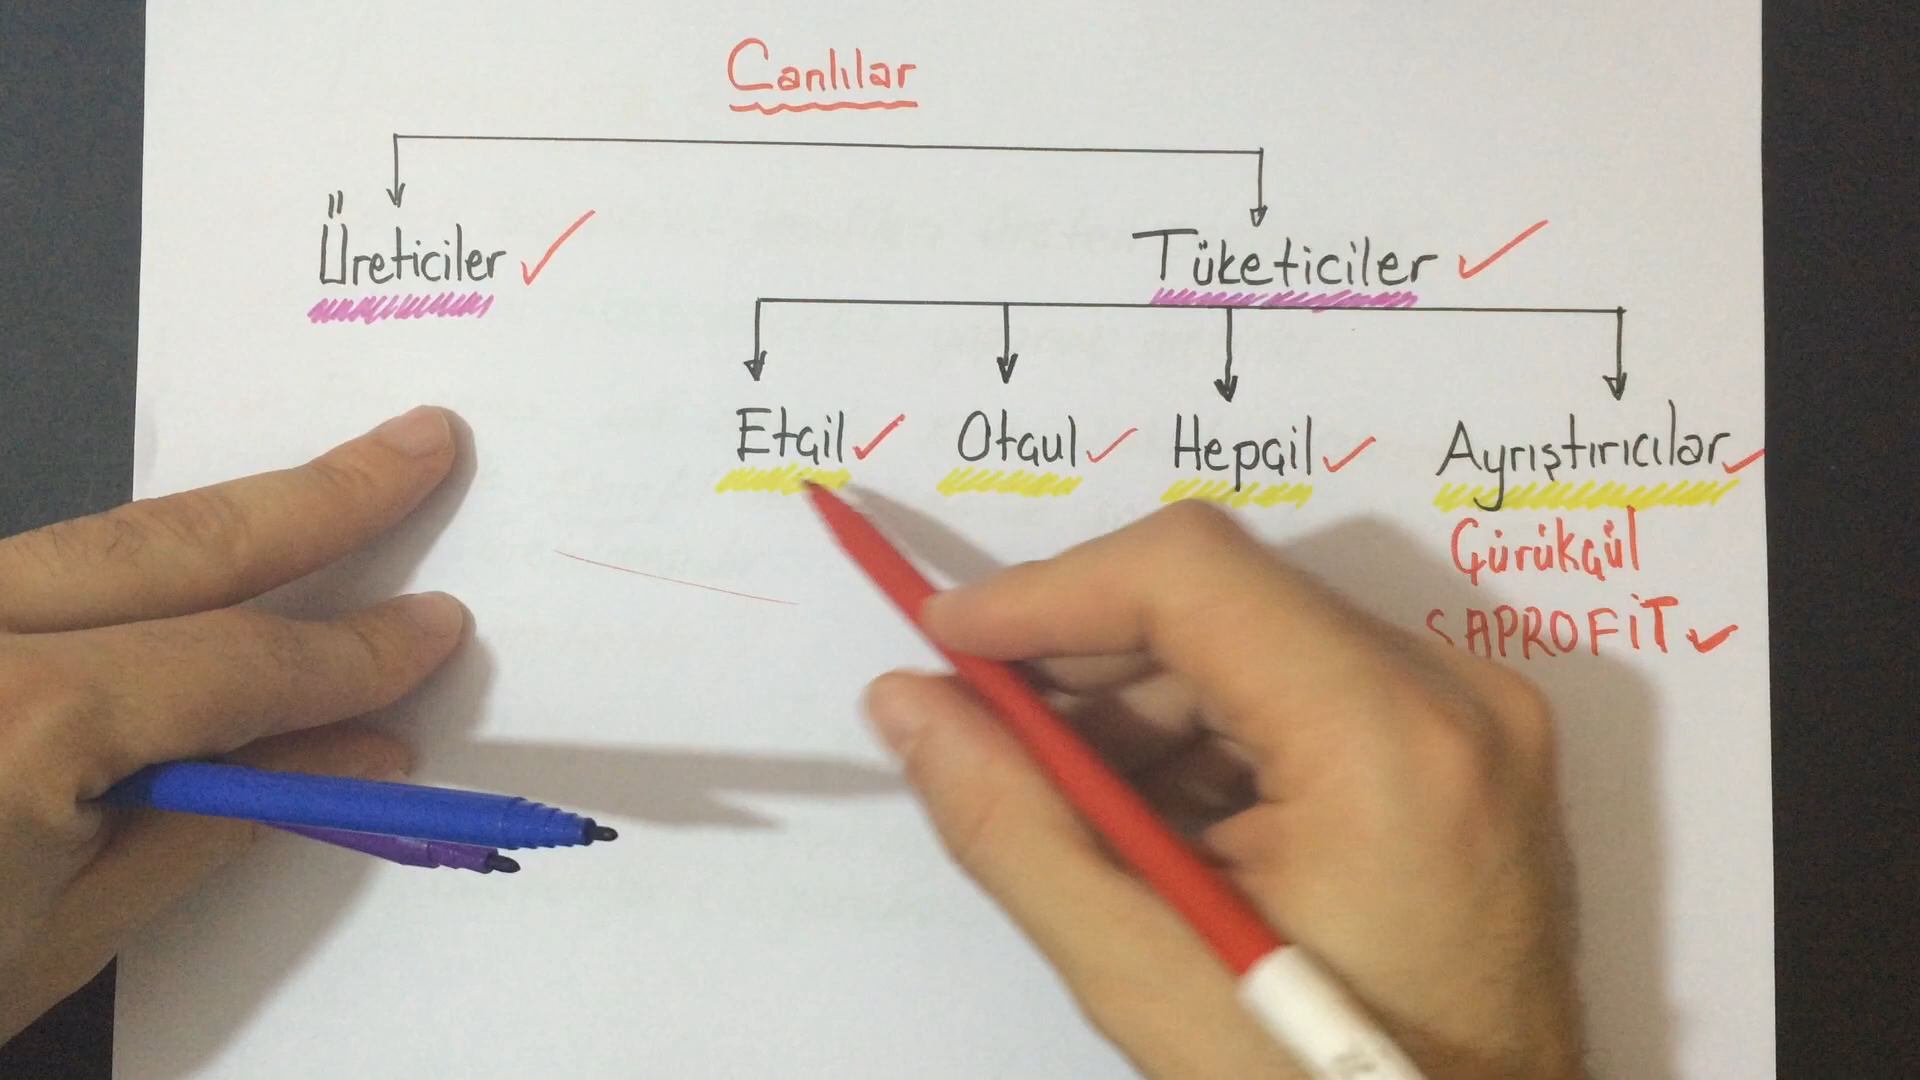 Canlılar
Üreticiler Tüketiciler
Etçil Otçul Hepçil Ayrıştırıcılar
Çürükçül
SAPROFİT